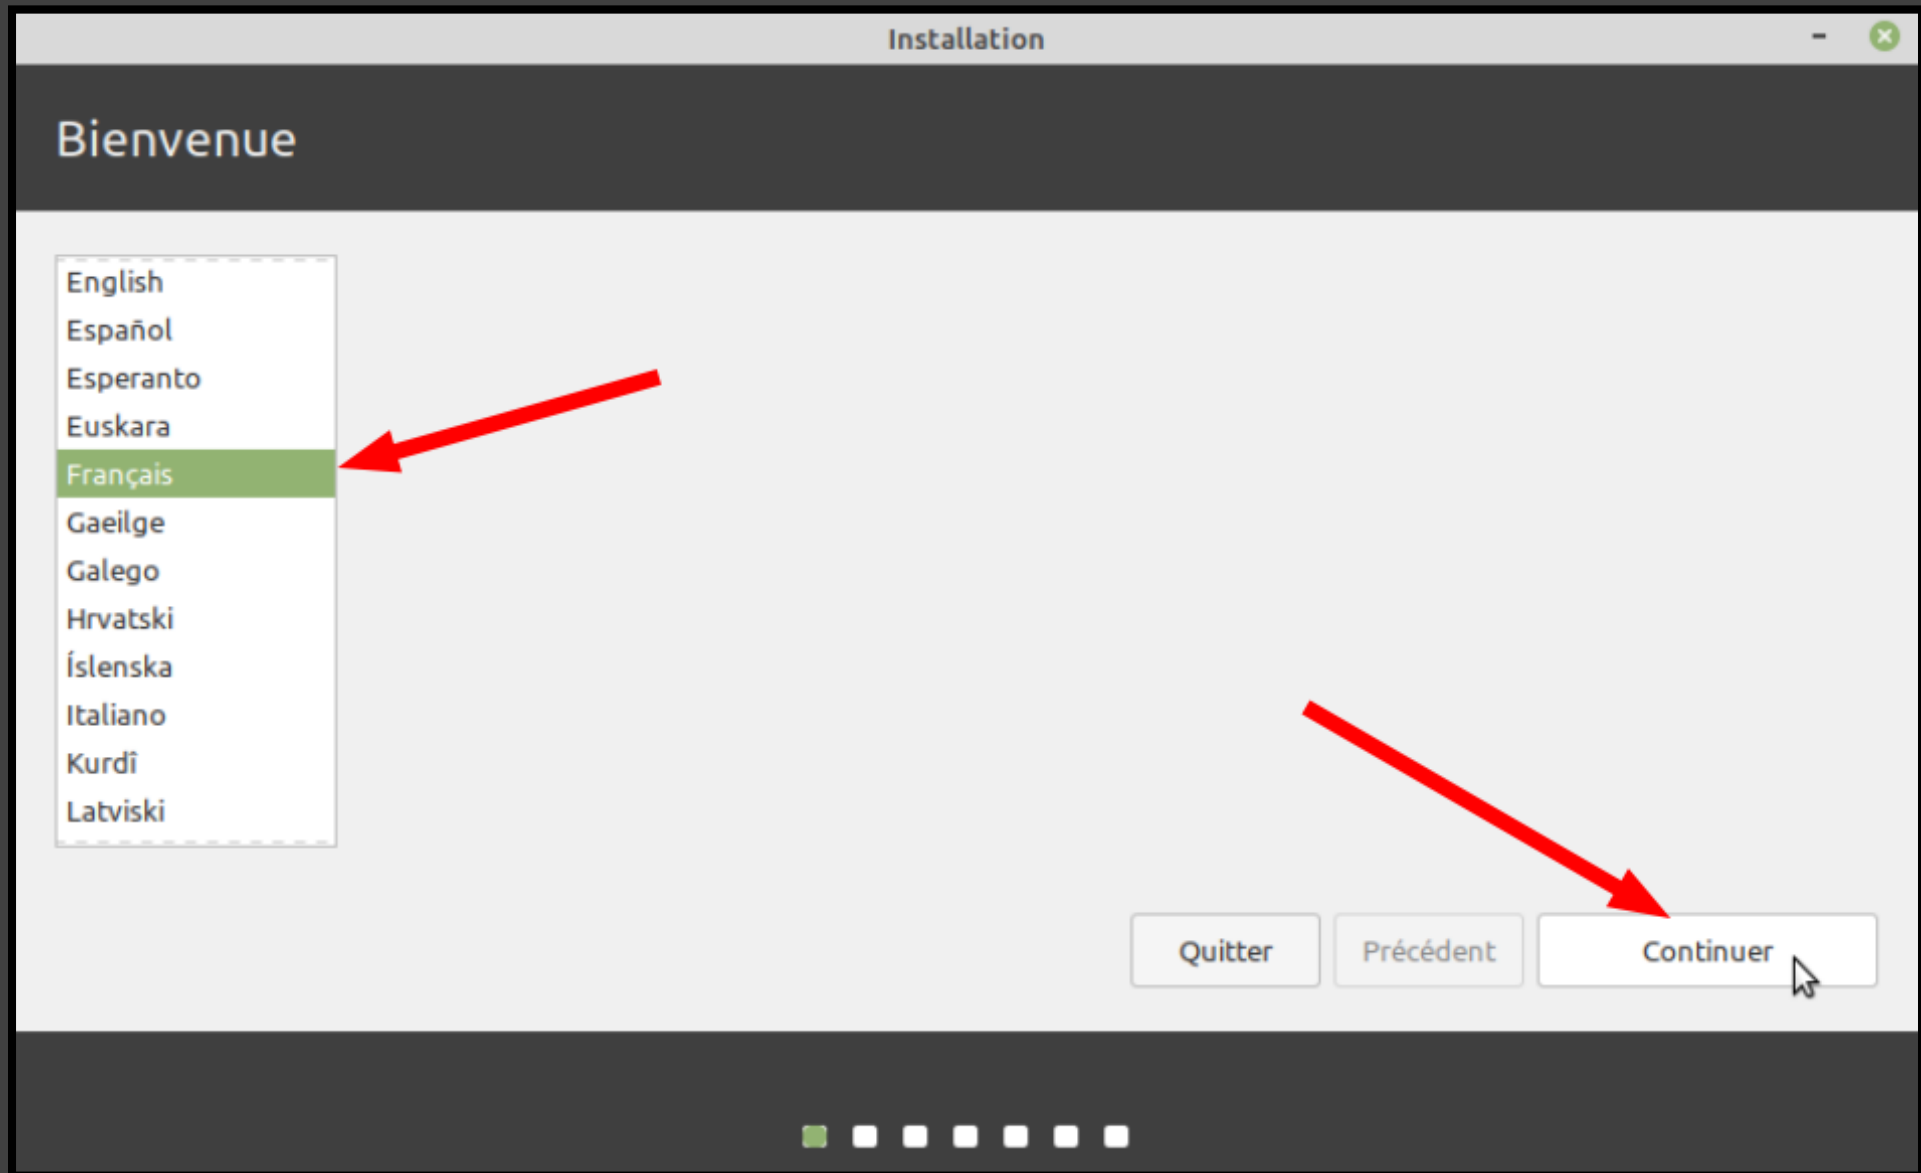 Installation
Bienvenue
English
Español
Esperanto
Euskara
Français
Gaeilge
Galego
Hrvatski
Íslenska
Italiano
Kurdî
Latviski
Quitter
Précédent
Continuer